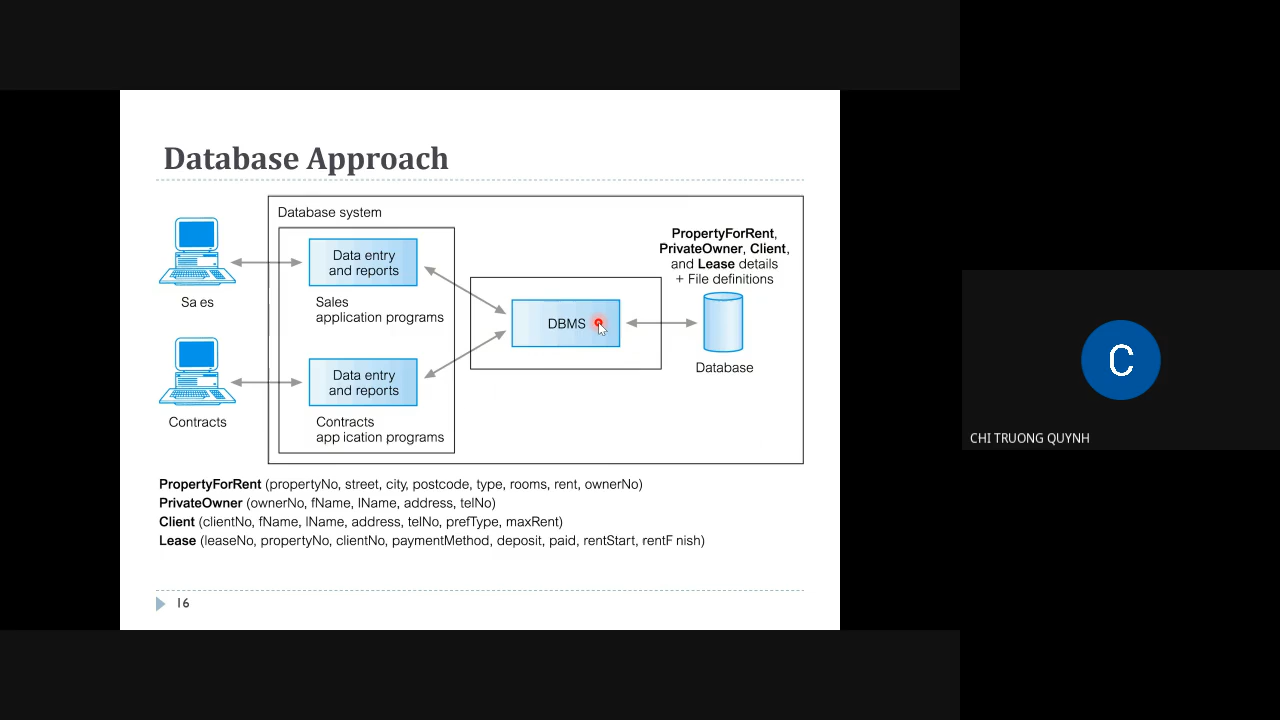 Database Approach
Database system
PropertyForRent,
PrivateOwner, Client,
and Lease details
+ File definitions
Data entry
and reports
Sa es
Sales
application programs
DBMS
Database
Data entry
and reports
Contracts
Contracts
app ication programs
PropertyForRent (propertyNo, street, city, postcode, type, rooms, rent, ownerNo)
PrivateOwner (ownerNo, fName, lName, address, telNo)
Client (clientNo, fName, lName, address, telNo, prefType, maxRent)
Lease (leaseNo, propertyNo, clientNo, paymentMethod, deposit, paid, rentStart, rentF nish)
16
C
CHI TRUONG QUYNH